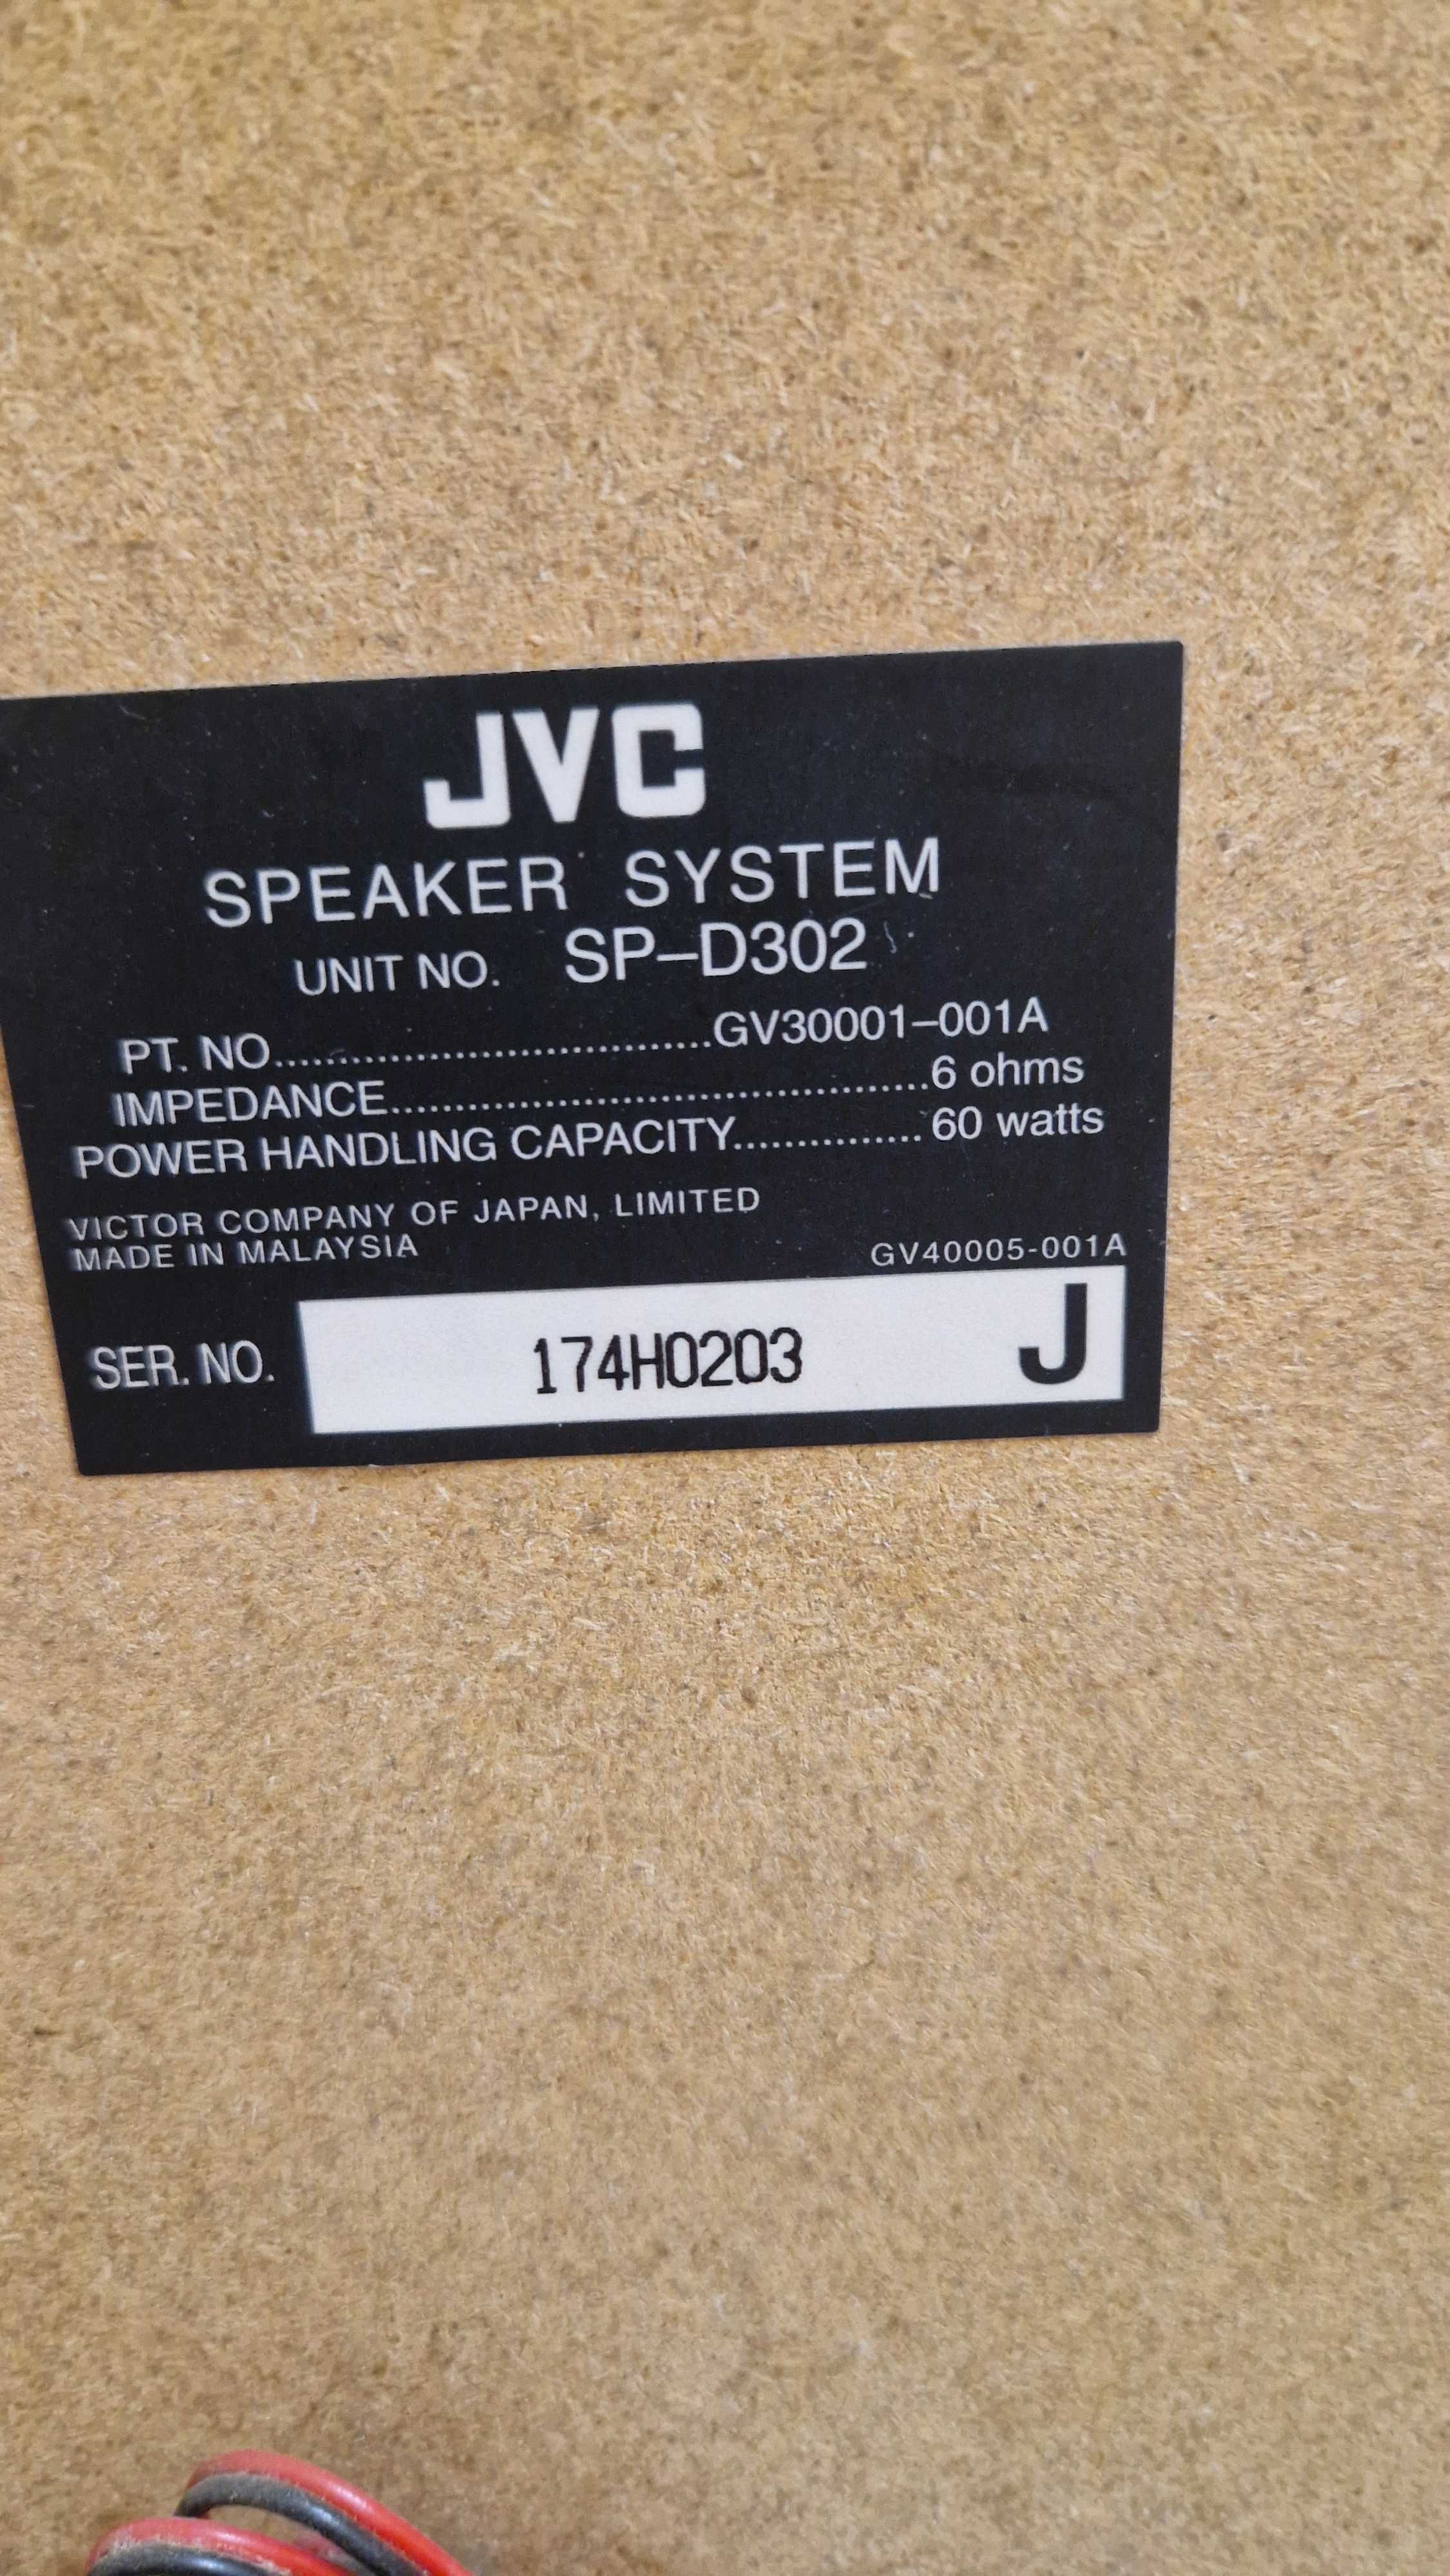 JVC
SPEAKER SYSTEM
UNIT NO. SP-D302
PT. NO..................................GV30001-001A
IMPEDANCE..........................................6 ohms
POWER HANDLING CAPACITY...............60 watts
VICTOR COMPANY OF JAPAN, LIMITED
MADE IN MALAYSIA GV40005-001A
SER. NO. 174H0203 J